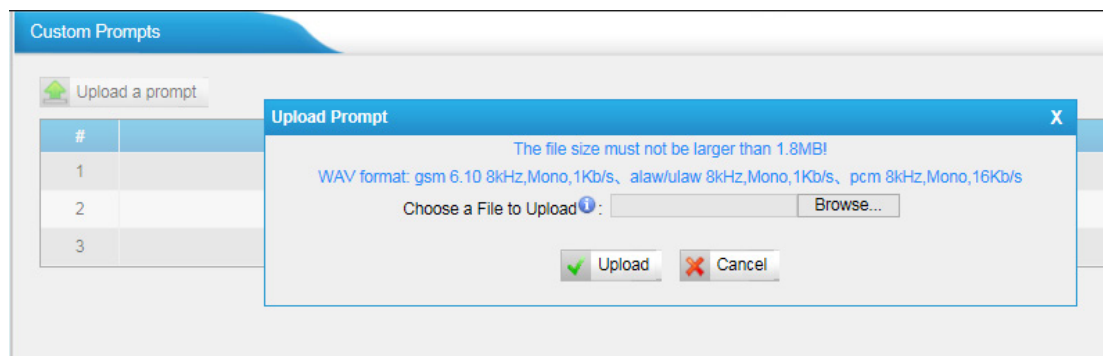 Custom Prompts
Upload a prompt
#
1
2
3
Upload Prompt X
The file size must not be larger than 1.8MB!
WAV format: gsm 6.10 8kHz,Mono,1Kb/s、alaw/ulaw 8kHz,Mono,1Kb/s、pcm 8kHz,Mono,16Kb/s
Choose a File to Upload i : Browse...
Upload Cancel